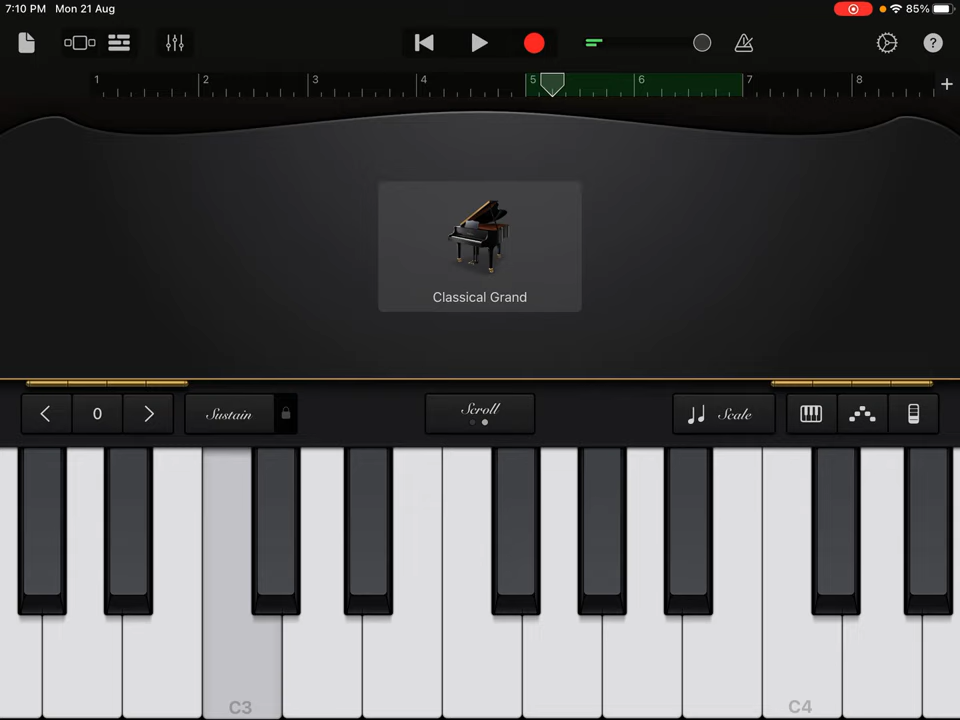 7:10 PM Mon 21 Aug
85%
?
1 2 3 4 5 6 7 8 +
Classical Grand
0
Sustain
Scroll
Scale
C3 C4